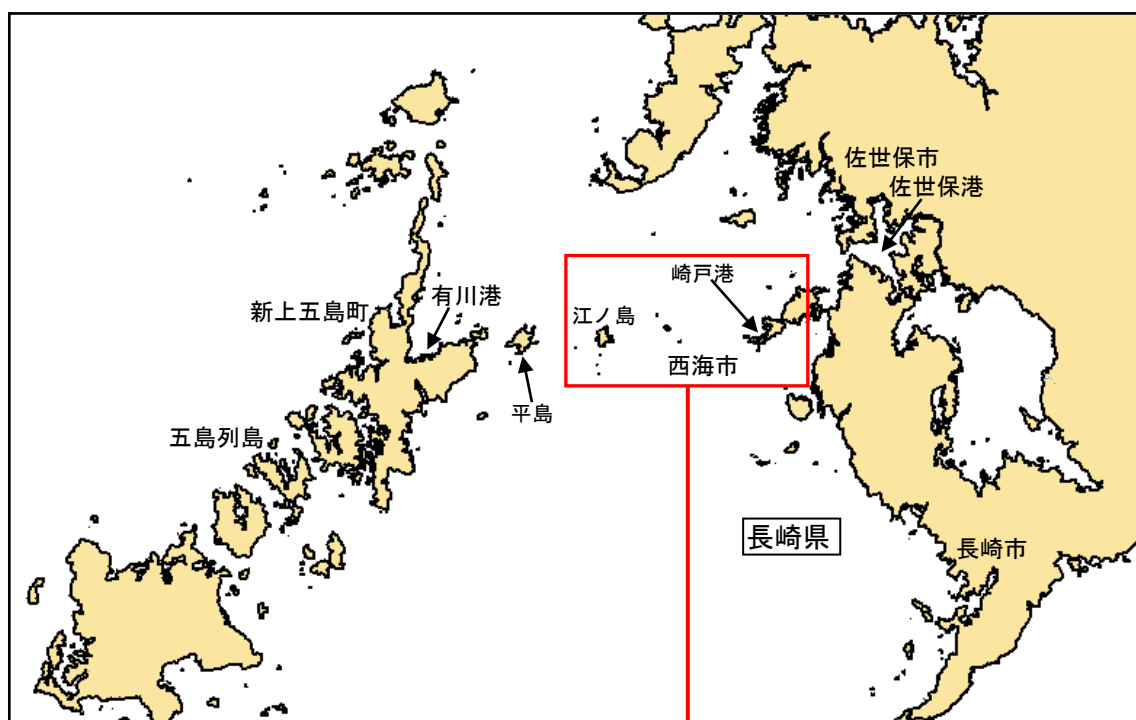 佐世保市
佐世保港
崎戸港
有川港
新上五島町
江ノ島
西海市
平島
五島列島
長崎県
長崎市